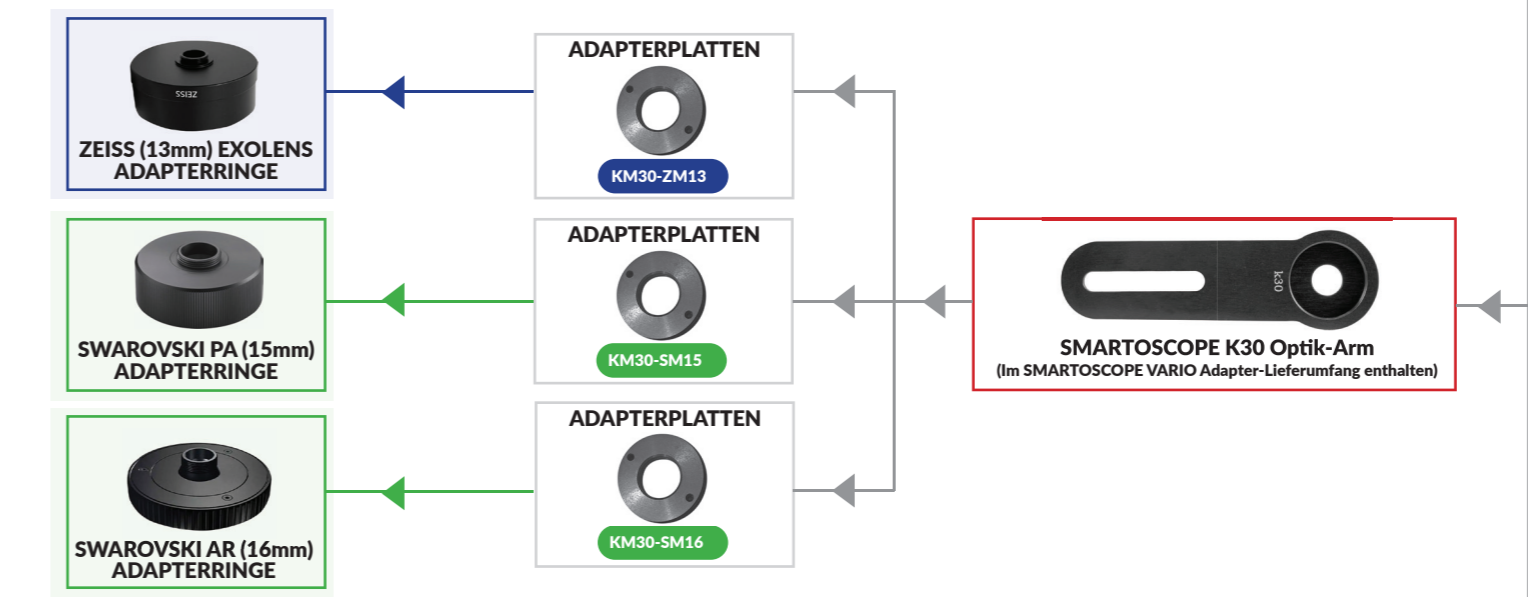 ZEISS
ZEISS (13mm) EXOLENS
ADAPTERRINGE
ADAPTERPLATTEN
KM30-ZM13
SWAROVSKI PA (15mm)
ADAPTERRINGE
ADAPTERPLATTEN
KM30-SM15
k30
SMARTOSCOPE K30 Optik-Arm
(Im SMARTOSCOPE VARIO Adapter-Lieferumfang enthalten)
SWAROVSKI AR (16mm)
ADAPTERRINGE
ADAPTERPLATTEN
KM30-SM16